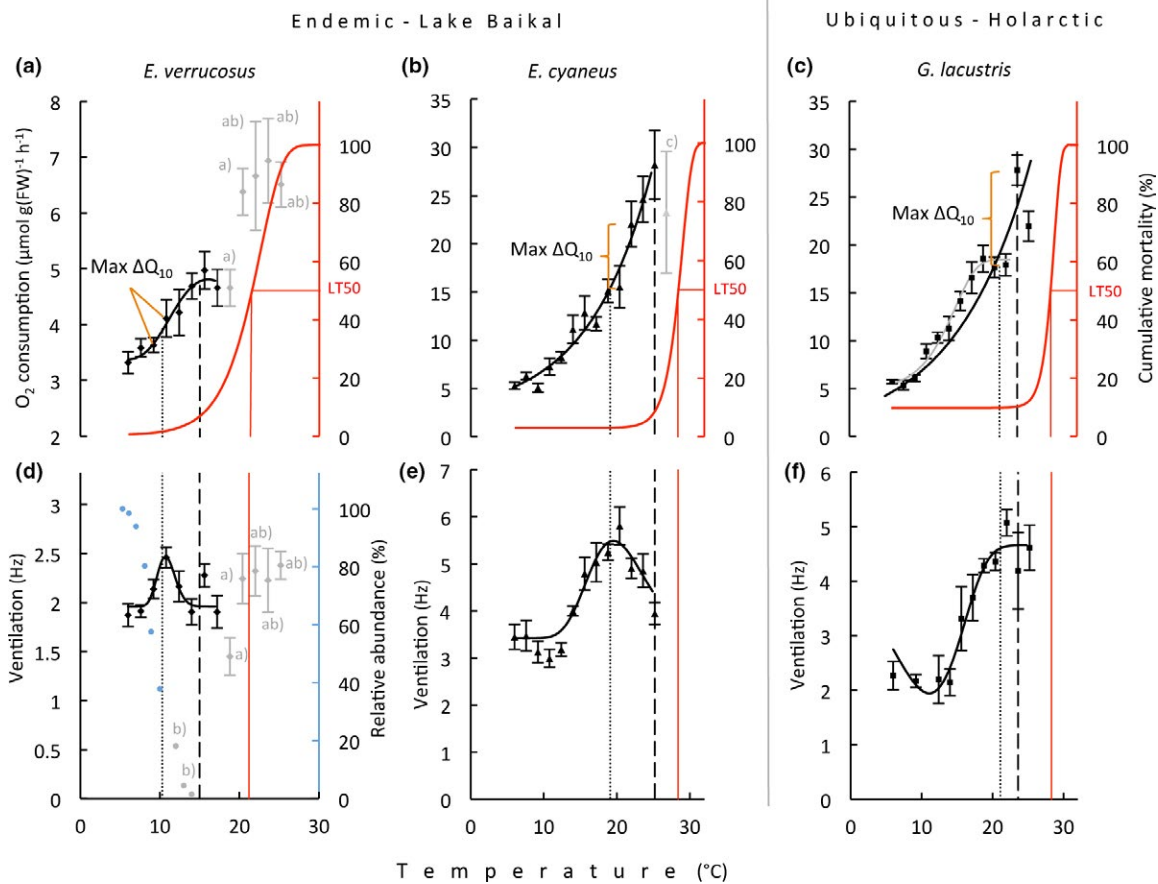 Endemic - Lake Baikal
Ubiquitous - Holarctic
(a)
E. verrucosus
(b)
E. cyaneus
(c)
G. lacustris
O₂ consumption (µmol g(FW)⁻¹ h⁻¹)
8
7
6
5
4
3
2
Max ΔQ₁₀
a)
a)
ab)
ab)
ab)
100
80
60
LT50
40
20
0
35
30
25
20
15
10
5
0
Max ΔQ₁₀
c)
100
80
60
LT50
40
20
0
35
30
25
20
15
10
5
0
Max ΔQ₁₀
100
80
60
LT50
40
20
0
Cumulative mortality (%)
(d)
Ventilation (Hz)
3
2.5
2
1.5
1
0.5
0
a)
a)
ab)
ab)
ab)
b)
b)
100
80
60
40
20
0
Relative abundance (%)
0 10 20 30
(e)
Ventilation (Hz)
7
6
5
4
3
2
1
0
0 10 20 30
(f)
Ventilation (Hz)
6
5
4
3
2
1
0
0 10 20 30
Temperature (°C)